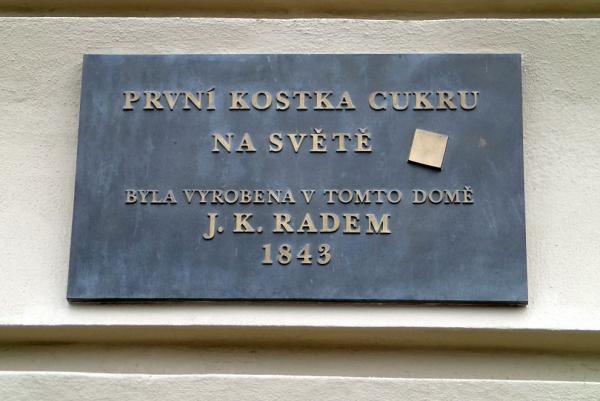 PRVNÍ KOSTKA CUKRU
NA SVĚTĚ
BYLA VYROBENA V TOMTO DOMĚ
J. K. RADEM
1843